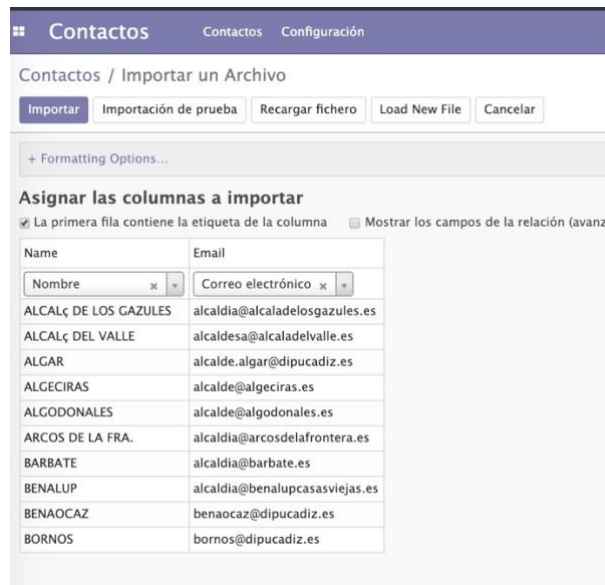 Contactos Contactos Configuración
Contactos / Importar un Archivo
Importar Importación de prueba Recargar fichero Load New File Cancelar
+ Formatting Options...
Asignar las columnas a importar
La primera fila contiene la etiqueta de la columna Mostrar los campos de la relación (avanz
Name Email
Nombre Correo electrónico
ALCALç DE LOS GAZULES alcaldia@alcaladelosgazules.es
ALCALç DEL VALLE alcaldesa@alcaladelvalle.es
ALGAR alcalde.algar@dipucadiz.es
ALGECIRAS alcalde@algeciras.es
ALGODONALES alcalde@algodonales.es
ARCOS DE LA FRA. alcaldia@arcosdelafrontera.es
BARBATE alcaldia@barbate.es
BENALUP alcaldia@benalupcasasviejas.es
BENAOCAZ benaocaz@dipucadiz.es
BORNOS bornos@dipucadiz.es